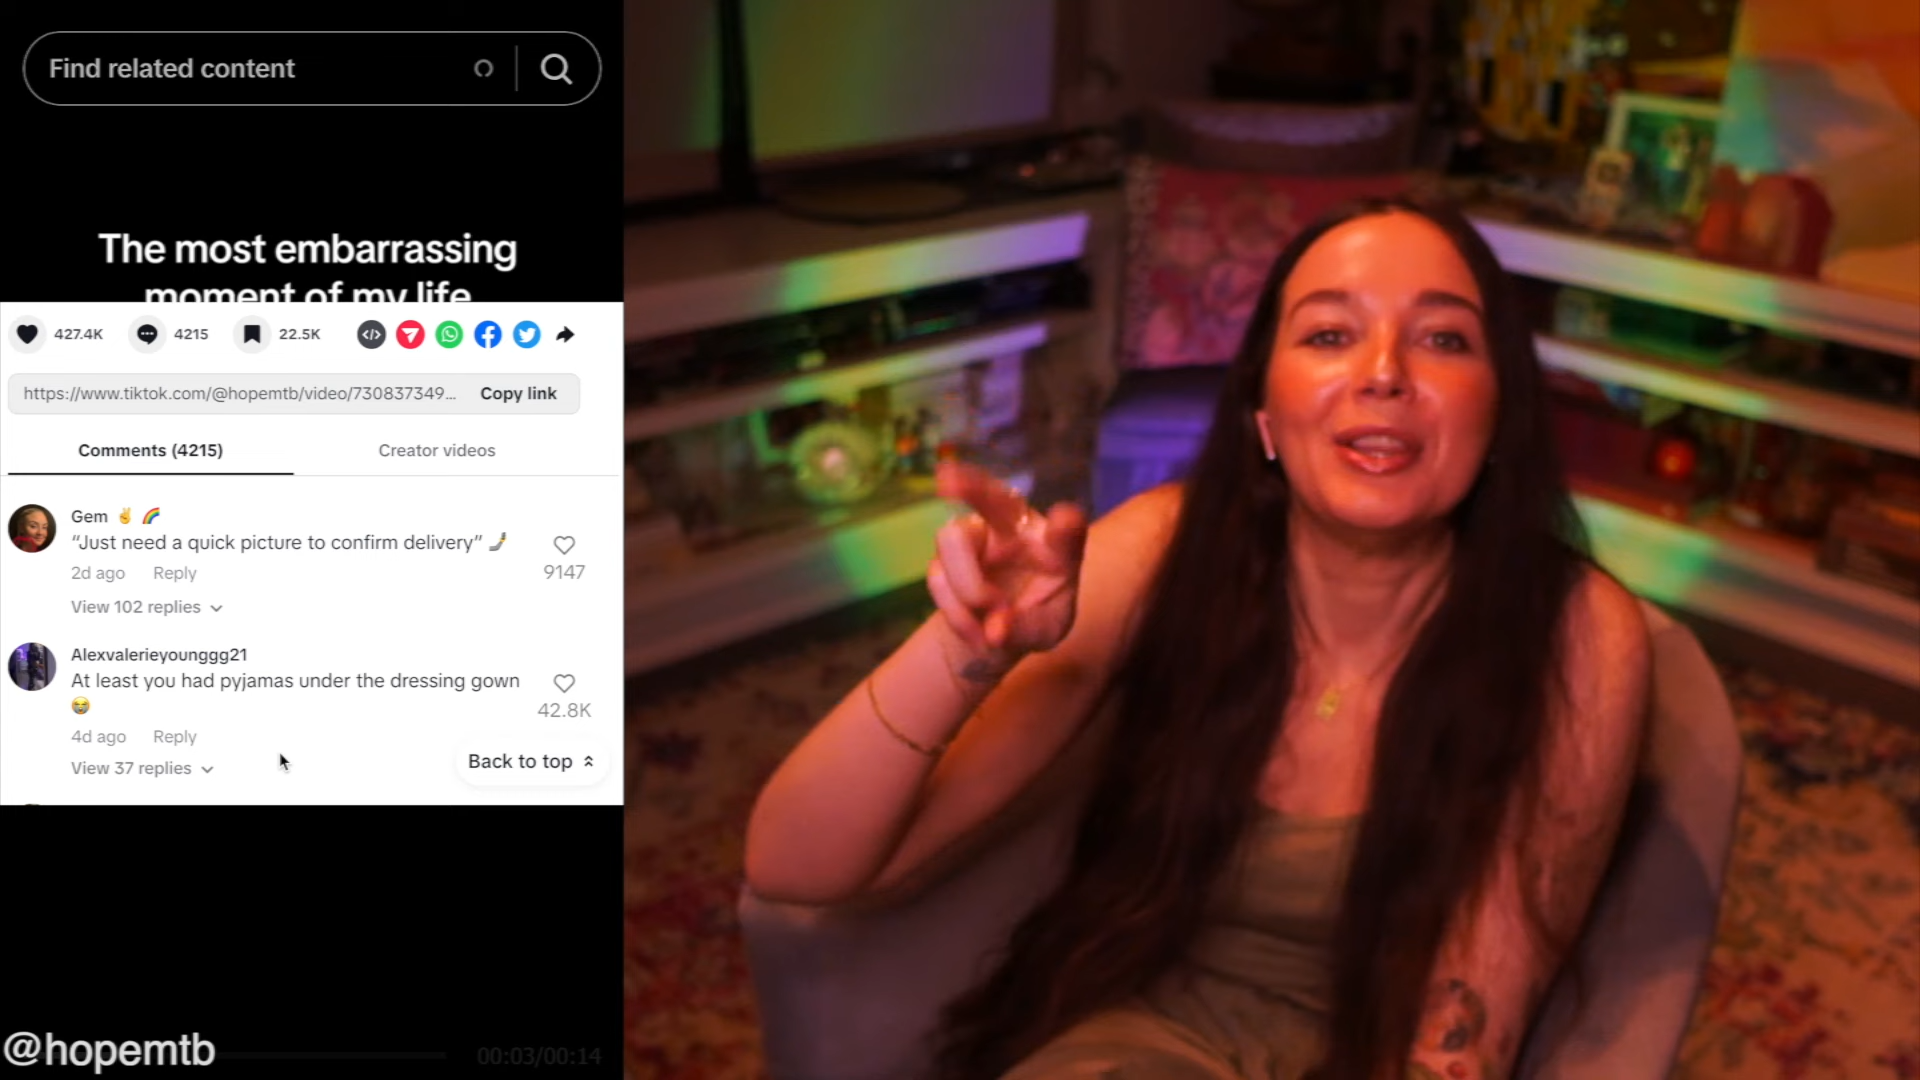 Find related content
The most embarrassing
moment of my life
427.4K 4215 22.5K
https://www.tiktok.com/@hopemtb/video/730837349... Copy link
Comments (4215) Creator videos
Gem ✌️ 🌈
“Just need a quick picture to confirm delivery” 🤳
9147
2d ago Reply
View 102 replies
Alexvalerieyounggg21
At least you had pyjamas under the dressing gown
😭
42.8K
4d ago Reply
View 37 replies
Back to top
@hopemtb
00:03/00:14